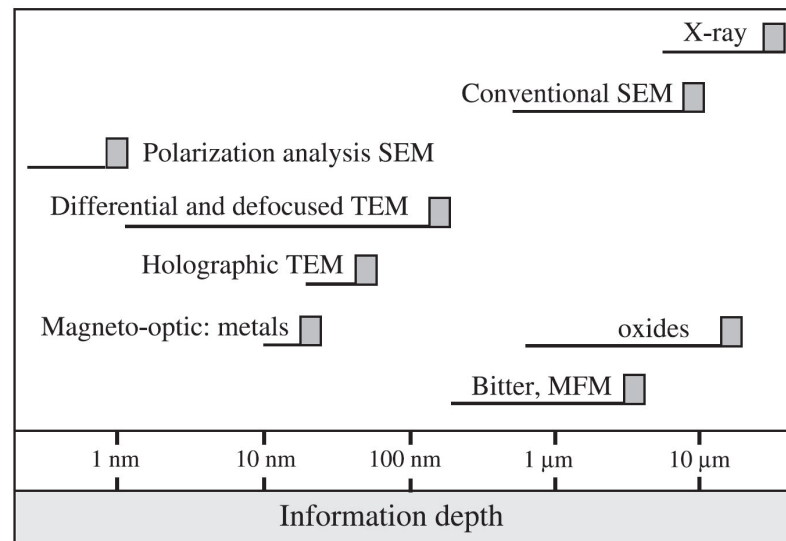 X-ray
Conventional SEM
Polarization analysis SEM
Differential and defocused TEM
Holographic TEM
Magneto-optic: metals oxides
Bitter, MFM
1 nm 10 nm 100 nm 1 μm 10 μm
Information depth